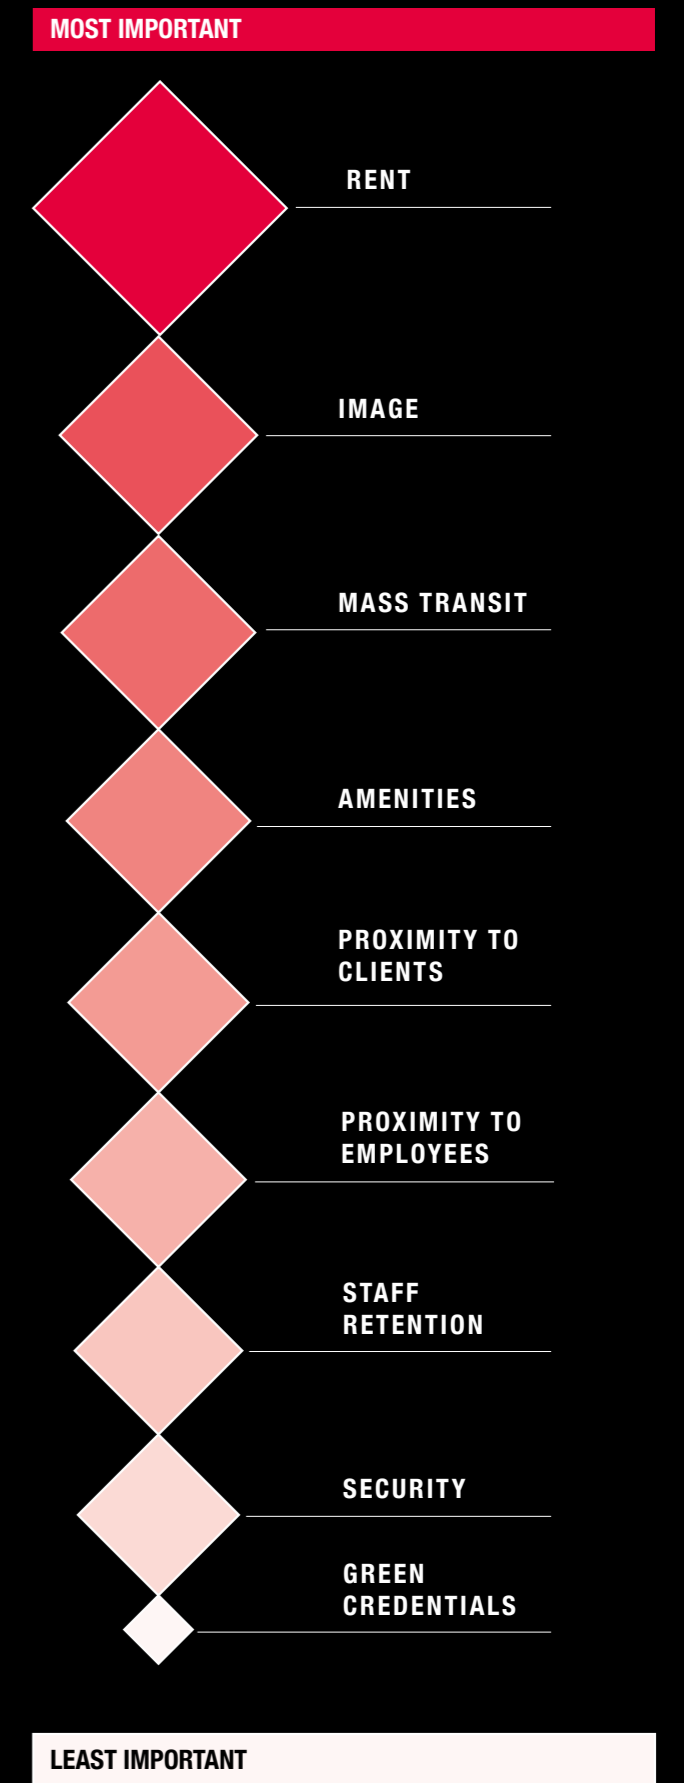 MOST IMPORTANT
RENT
IMAGE
MASS TRANSIT
AMENITIES
PROXIMITY TO
CLIENTS
PROXIMITY TO
EMPLOYEES
STAFF
RETENTION
SECURITY
GREEN
CREDENTIALS
LEAST IMPORTANT